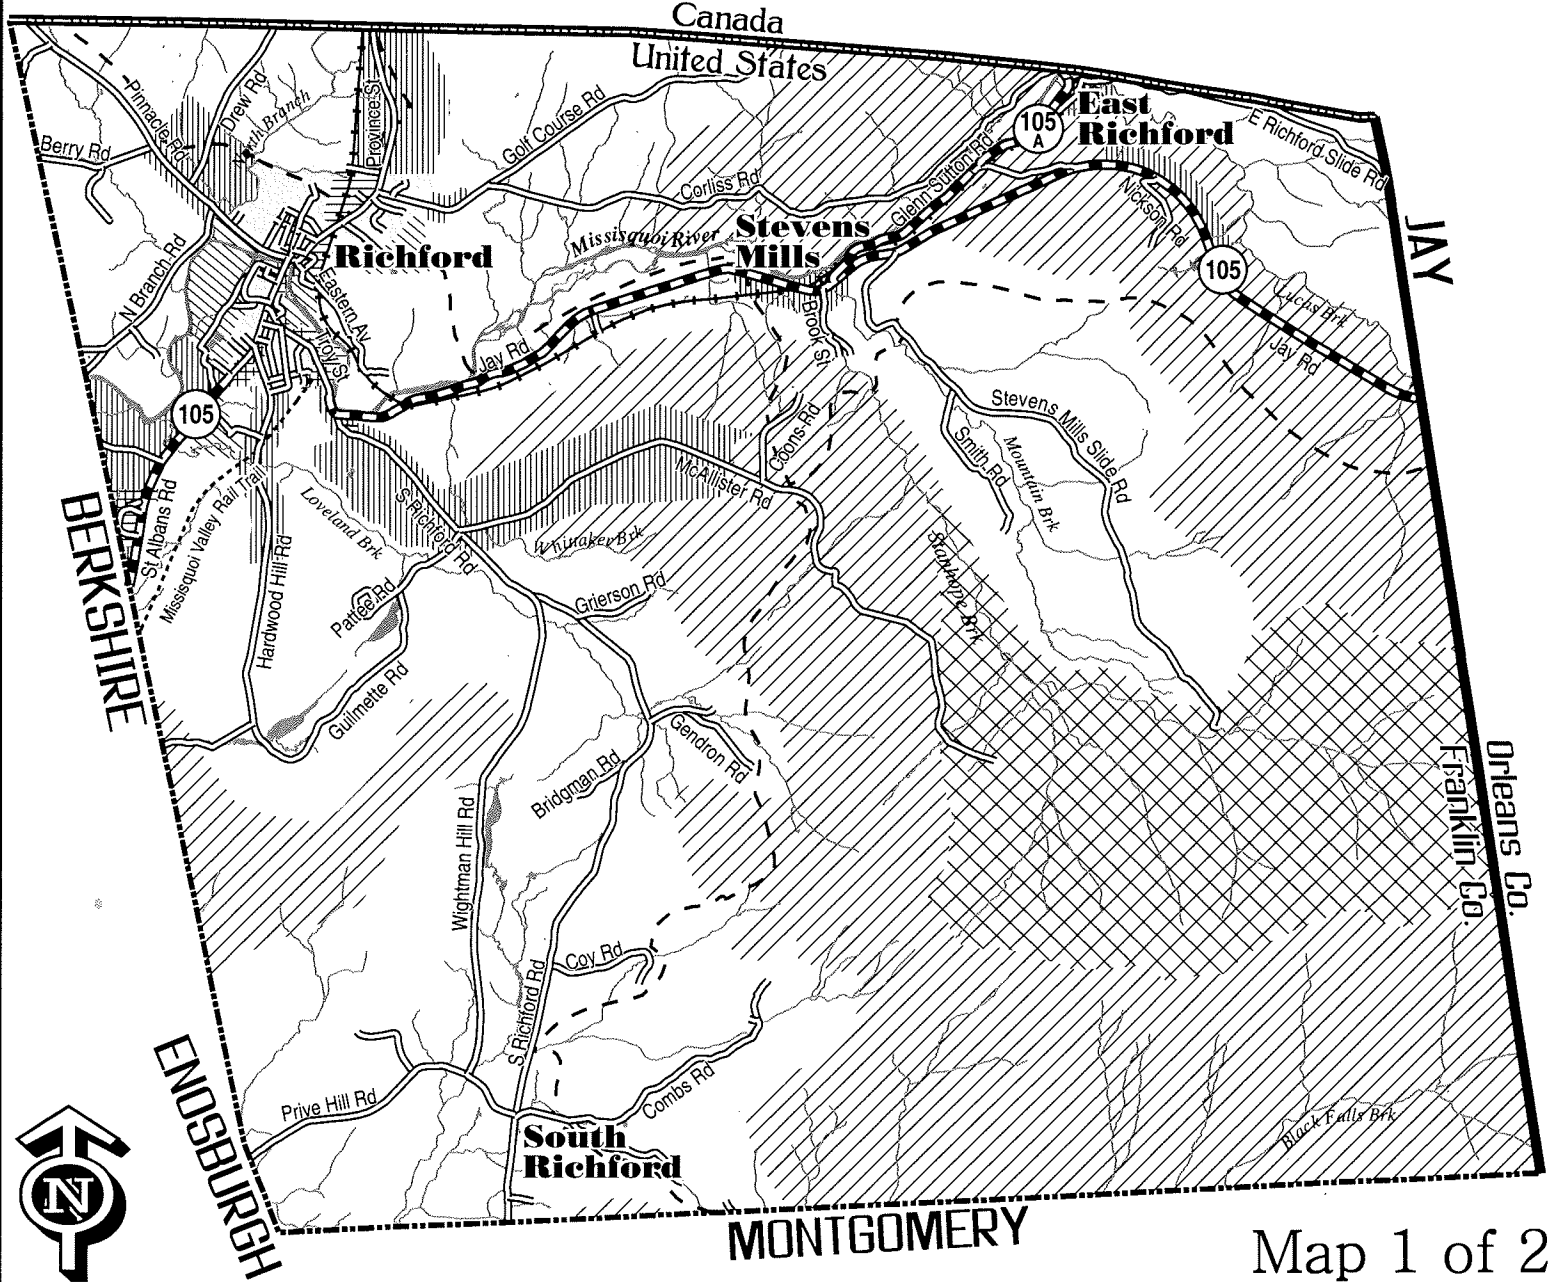 Canada
United States
Pinnacle Rd
Drew Rd
North Branch
Province St
Berry Rd
Golf Course Rd
Corliss Rd
105
A
East
Richford
E Richford Slide Rd
Glenn Sutton Rd
Nickson Rd
JAY
Missisquoi River
Stevens
Mills
Richford
N Branch Rd
Eastern Av
Troy St
Jay Rd
Brook St
105
Lucas Brk
Jay Rd
105
Stevens Mills Slide Rd
Smith Rd
Mountain Brk
Coons Rd
McAllister Rd
S Richford Rd
Loveland Brk
Whittaker Brk
Stanhope Brk
St Albans Rd
Missisquoi Valley Rail Trail
Hardwood Hill Rd
BERKSHIRE
Pattee Rd
Grierson Rd
Guilmette Rd
Gendron Rd
Bridgman Rd
Wightman Hill Rd
Orleans Co.
Franklin Co.
Coy Rd
S Richford Rd
Combs Rd
Prive Hill Rd
South
Richford
Black Falls Brk
ENOSBURGH
N
MONTGOMERY
Map 1 of 2